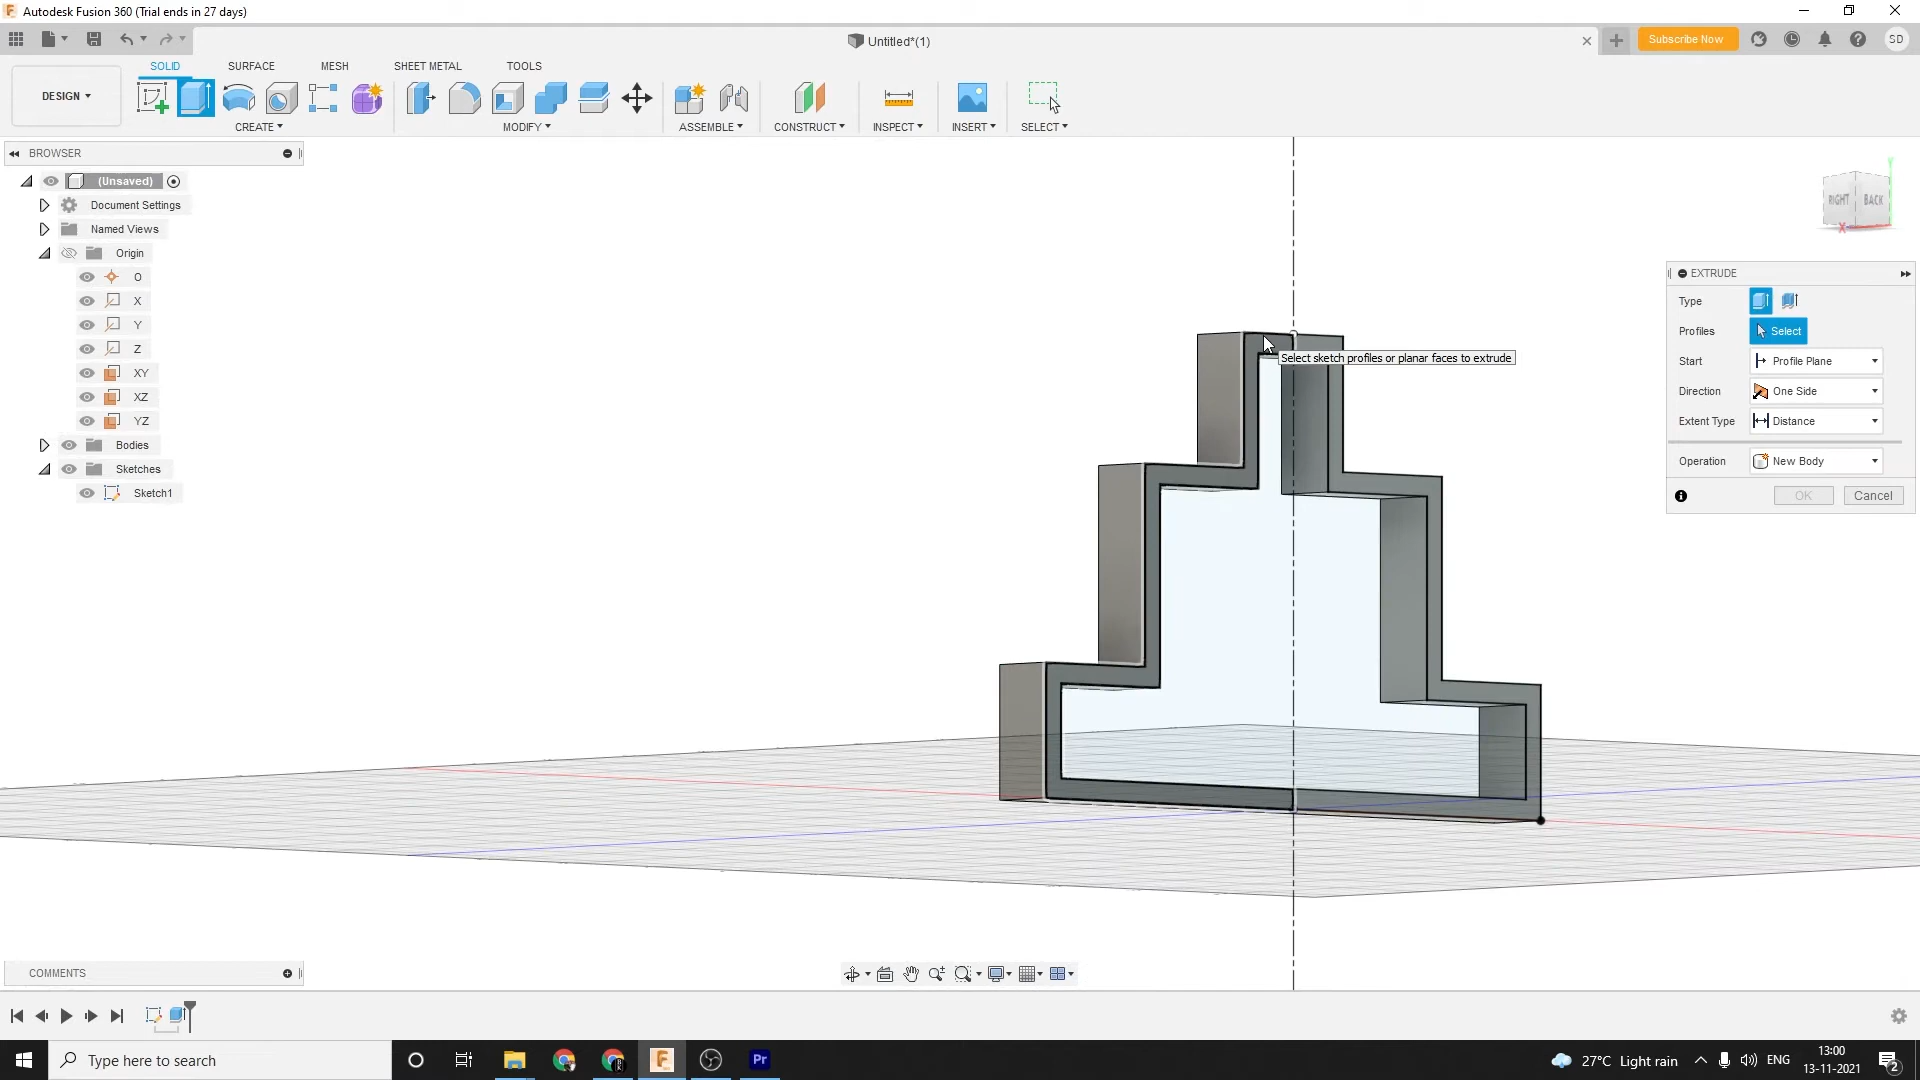 Autodesk Fusion 360 (Trial ends in 27 days)
Untitled*(1)
Subscribe Now
SD
DESIGN
SOLID
SURFACE
MESH
SHEET METAL
TOOLS
CREATE
MODIFY
ASSEMBLE
CONSTRUCT
INSPECT
INSERT
SELECT
BROWSER
(Unsaved)
Document Settings
Named Views
Origin
O
X
Y
Z
XY
XZ
YZ
Bodies
Sketches
Sketch1
RIGHT
BACK
X
EXTRUDE
Type
Profiles
Select
Start
Profile Plane
Direction
One Side
Extent Type
Distance
Operation
New Body
OK
Cancel
Select sketch profiles or planar faces to extrude
COMMENTS
Type here to search
Pr
27°C Light rain
ENG
13:00
13-11-2021
2